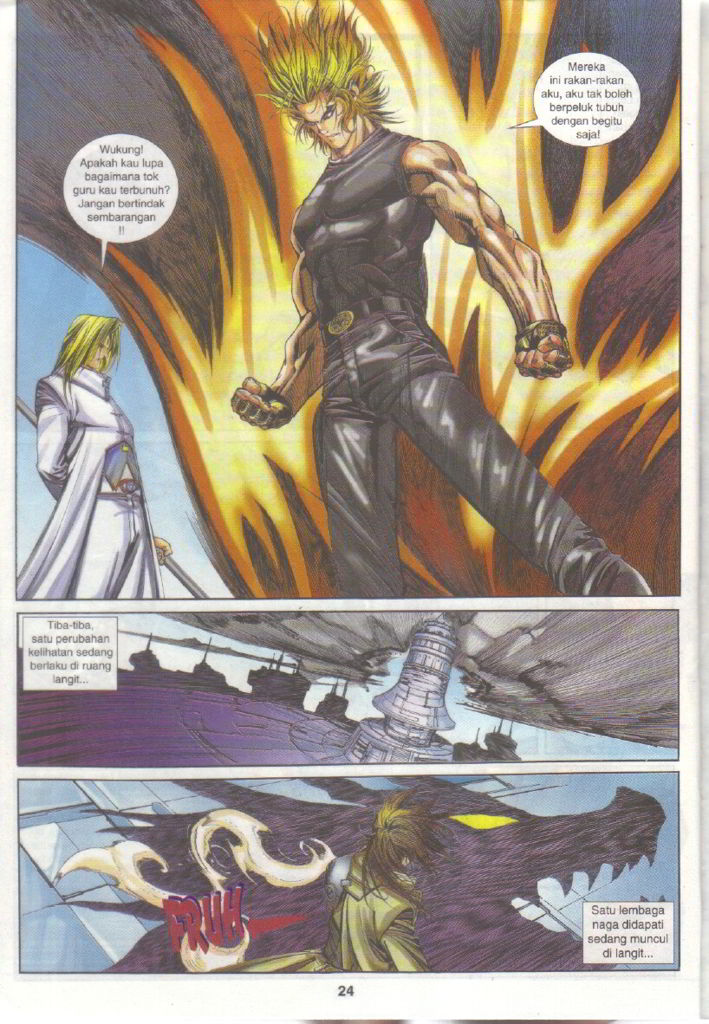 Wukung!
Apakah kau lupa
bagaimana tok
guru kau terbunuh?
Jangan bertindak
sembarangan
!!
Mereka
ini rakan-rakan
aku, aku tak boleh
berpeluk tubuh
dengan begitu
saja!
Tiba-tiba,
satu perubahan
kelihatan sedang
berlaku di ruang
langit...
FRUH
Satu lembaga
naga didapati
sedang muncul
di langit...
24